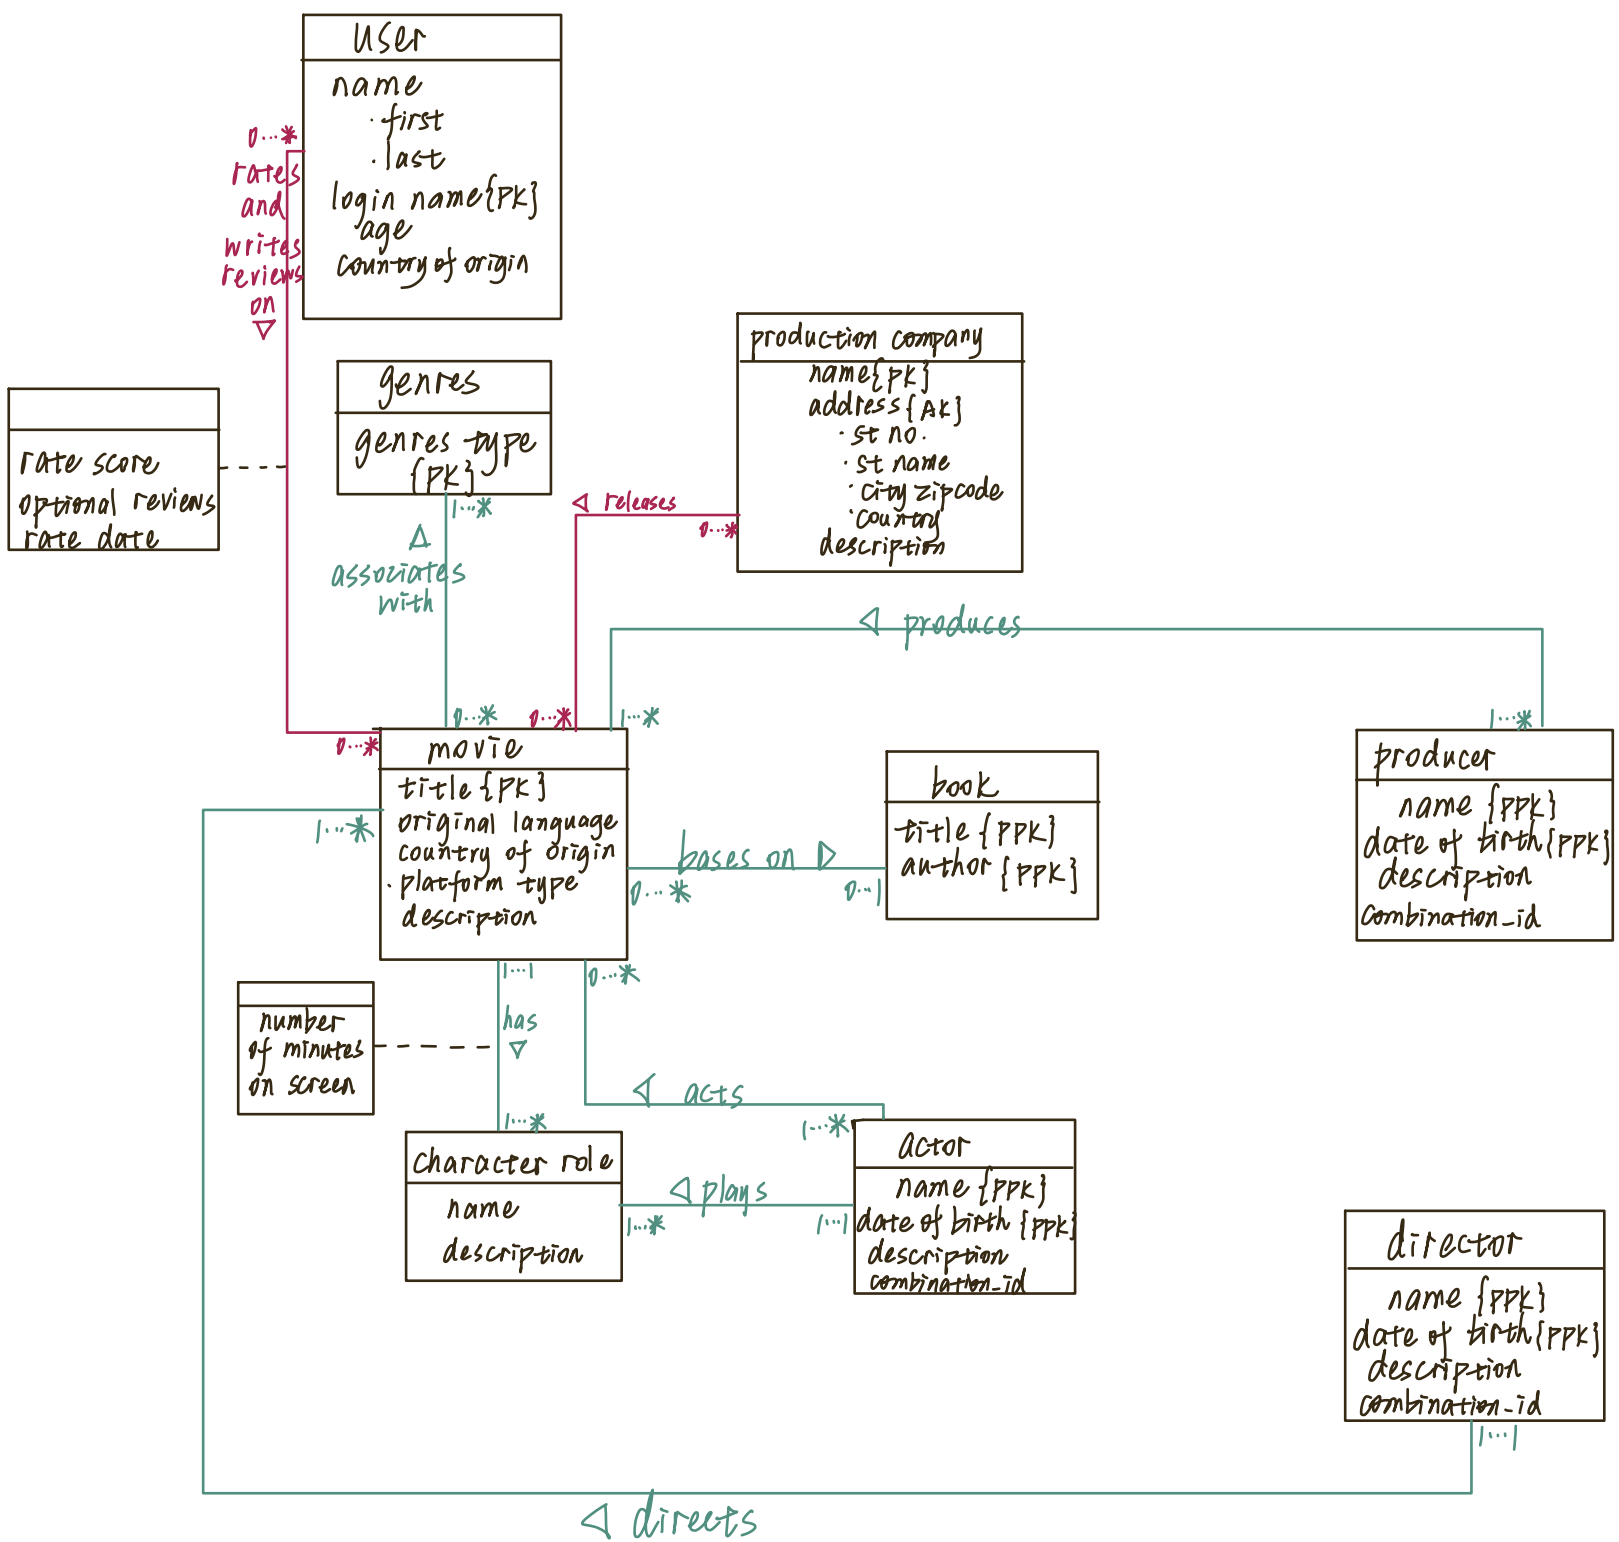 user
name
· first
· last
login name{PK}
age
country of origin
0...*
rates
and
writes
reviews
on
genres
genres type
{PK}
1...*
associates
with
0...*
rate score
optional reviews
rate date
production company
name{PK}
address{AK}
· st no.
· st name
· city zipcode
· country
description
releases
0...*
0...*
produces
1...*
1...*
0...*
movie
title {PK}
original language
country of origin
· plataform type
description
1...*
bases on
0...*
0...1
book
title {PPK}
author {PPK}
producer
name {PPK}
date of birth{PPK}
description
combination_id
1...1
has
0...*
number
of minutes
on screen
1...*
acts
1...*
character role
name
description
plays
1...*
1...1
actor
name {PPK}
date of birth {PPK}
description
combination_id
director
name {PPK}
date of birth{PPK}
description
combination_id
1...1
directs